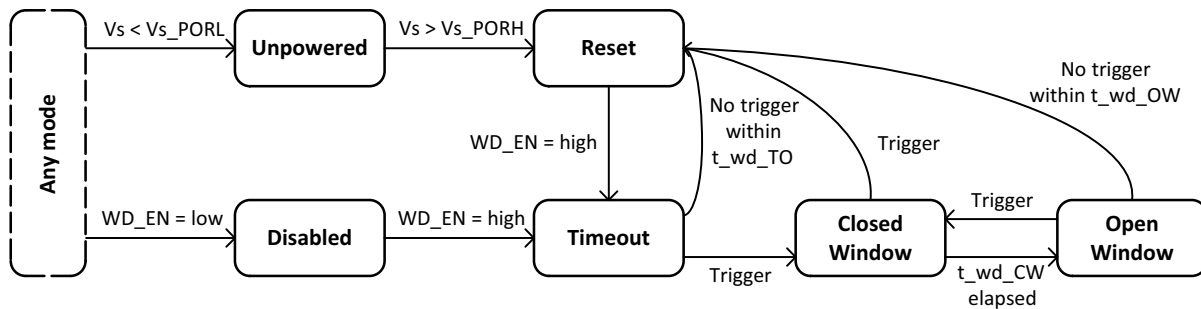 Any mode
Vs < Vs_PORL
Unpowered
Vs > Vs_PORH
Reset
No trigger
within t_wd_OW
WD_EN = high
No trigger
within
t_wd_TO
Trigger
WD_EN = low
Disabled
WD_EN = high
Timeout
Trigger
Closed
Window
Trigger
t_wd_CW
elapsed
Open
Window